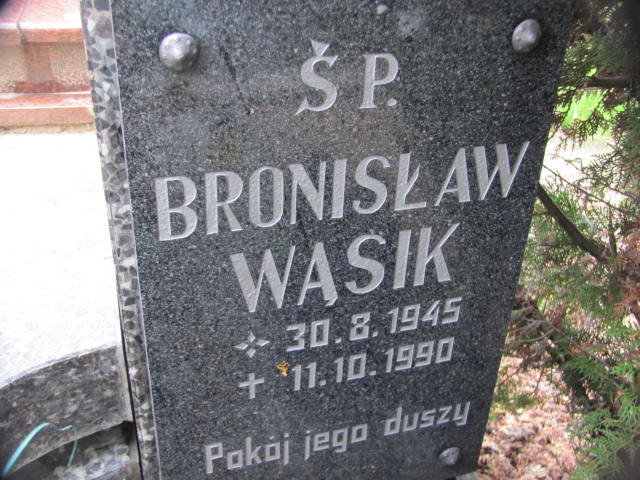 Ś P.
BRONISŁAW
WĄSIK
✧ 30.8.1945
+ 11.10.1990
Pokój jego duszy